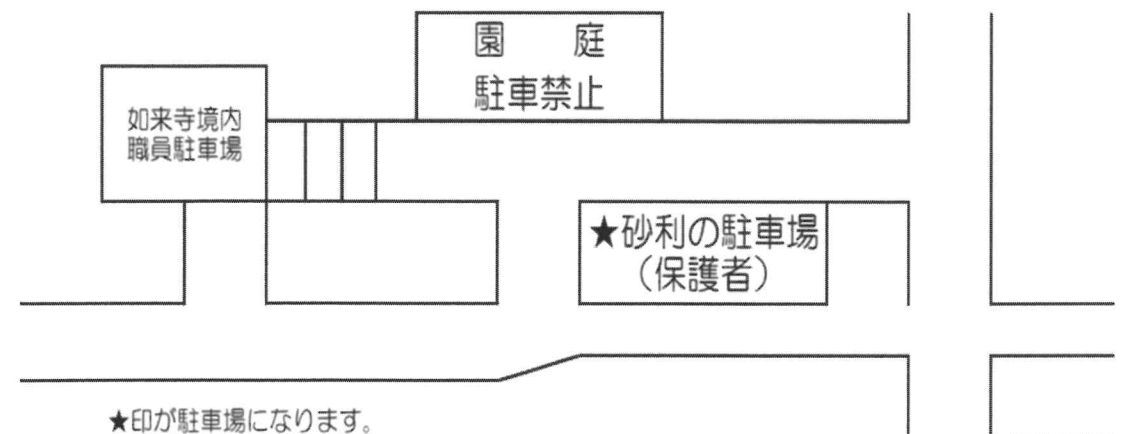 園　　庭
駐車禁止
如来寺境内
職員駐車場
★砂利の駐車場
（保護者）
★印が駐車場になります。